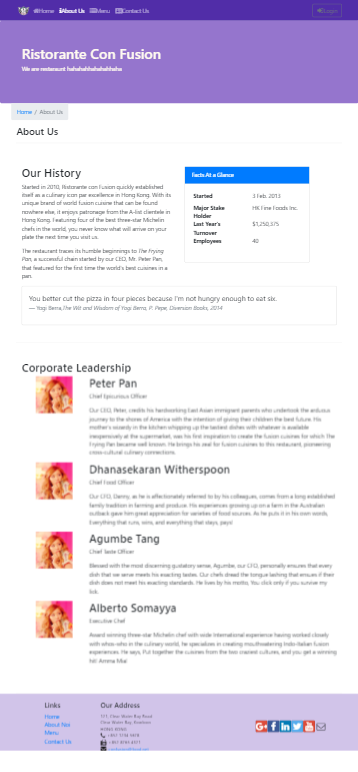 Home About Us Menu Contact Us Login
Ristorante Con Fusion
We are restaurant hahahahhahahahhaha
Home / About Us
About Us
Our History
Started in 2010, Ristorante con Fusion quickly established
itself as a culinary icon par excellence in Hong Kong. With its
unique brand of world fusion cuisine that can be found
nowhere else, it enjoys patronage from the A-list clientele in
Hong Kong. Featuring four of the best three-star Michelin
chefs in the world, you never know what will arrive on your
plate the next time you visit us.
The restaurant traces its humble beginnings to The Frying
Pan, a successful chain started by our CEO, Mr. Peter Pan,
that featured for the first time the world's best cuisines in a
pan.
Facts At a Glance
Started 3 Feb. 2013
Major Stake HK Fine Foods Inc.
Holder
Last Year's $1,250,375
Turnover
Employees 40
You better cut the pizza in four pieces because I'm not hungry enough to eat six.
— Yogi Berra,The Wit and Wisdom of Yogi Berra, P. Pepe, Diversion Books, 2014
Corporate Leadership
Peter Pan
Chief Epicurious Officer
Our CEO, Peter, credits his hardworking East Asian immigrant parents who undertook the arduous
journey to the shores of America with the intention of giving their children the best future. His
mother's wizardy in the kitchen whipping up the tastiest dishes with whatever is available
inexpensively at the supermarket, was his first inspiration to create the fusion cuisines for which The
Frying Pan became well known. He brings his zeal for fusion cuisines to this restaurant, pioneering
cross-cultural culinary connections.
Dhanasekaran Witherspoon
Chief Food Officer
Our CFO, Danny, as he is affectionately referred to by his colleagues, comes from a long established
family tradition in farming and produce. His experiences growing up on a farm in the Australian
outback gave him great appreciation for varieties of food sources. As he puts it in his own words,
Everything that runs, wins, and everything that stays, pays!
Agumbe Tang
Chief Taste Officer
Blessed with the most discerning gustatory sense, Agumbe, our CTO, personally ensures that every
dish that we serve meets his exacting tastes. Our chefs dread the tongue lashing that ensues if their
dish does not meet his exacting standards. He lives by his motto, You click only if you survive my
lick.
Alberto Somayya
Executive Chef
Award winning three-star Michelin chef with wide International experience having worked closely
with whos-who in the culinary world, he specializes in creating mouthwatering Indo-Italian fusion
experiences. He says, Put together the cuisines from the two craziest cultures, and you get a winning
hit! Amma Mia!
Links
Home
About
Menu
Contact Us
Our Address
121, Clear Water Bay Road
Clear Water Bay, Kowloon
HONG KONG